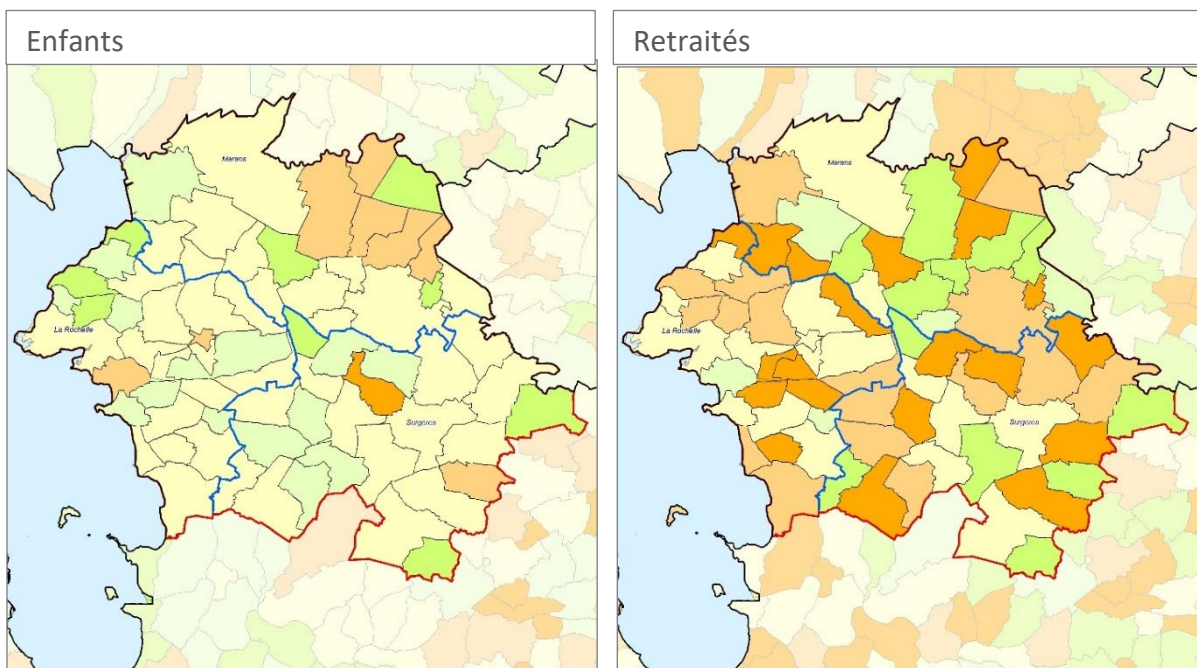 Enfants
Retraités
Marans
La Rochelle
Surgères
Marans
La Rochelle
Surgères